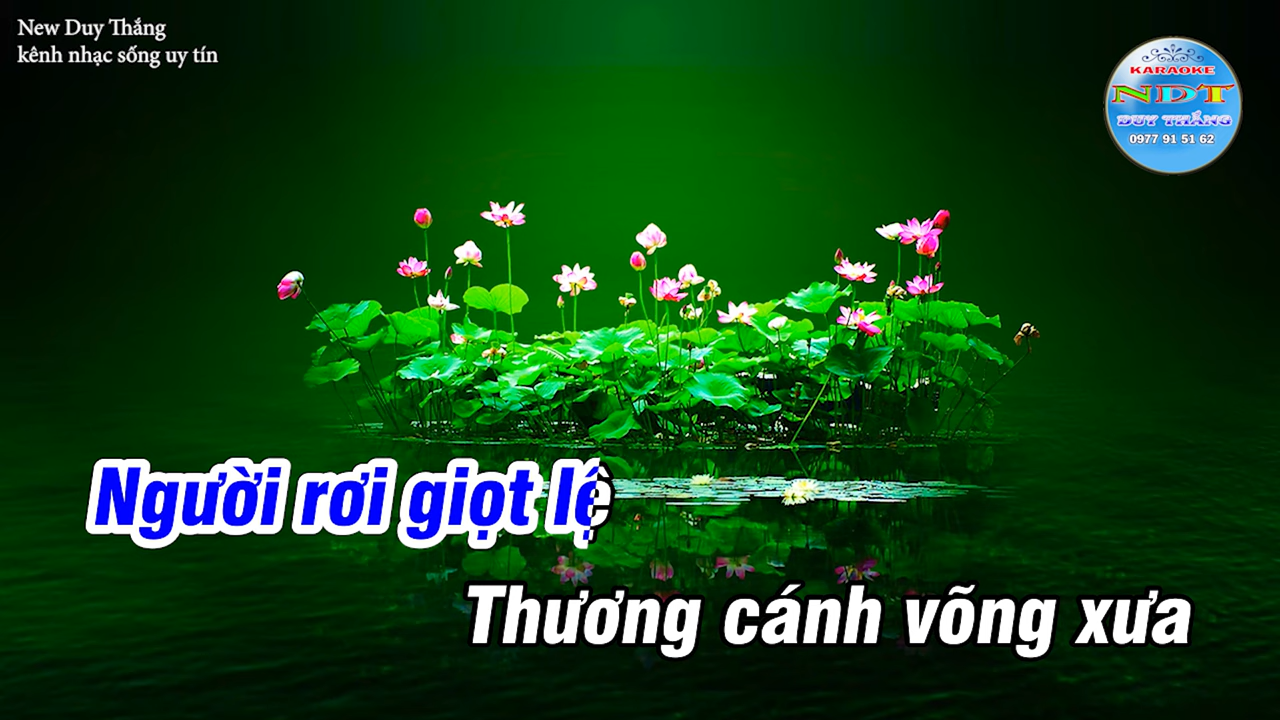 New Duy Thắng
kênh nhạc sống uy tín
KARAOKE
NDT
DUY THẮNG
0977 91 51 62
Người rơi giọt lệ
Thương cánh võng xưa